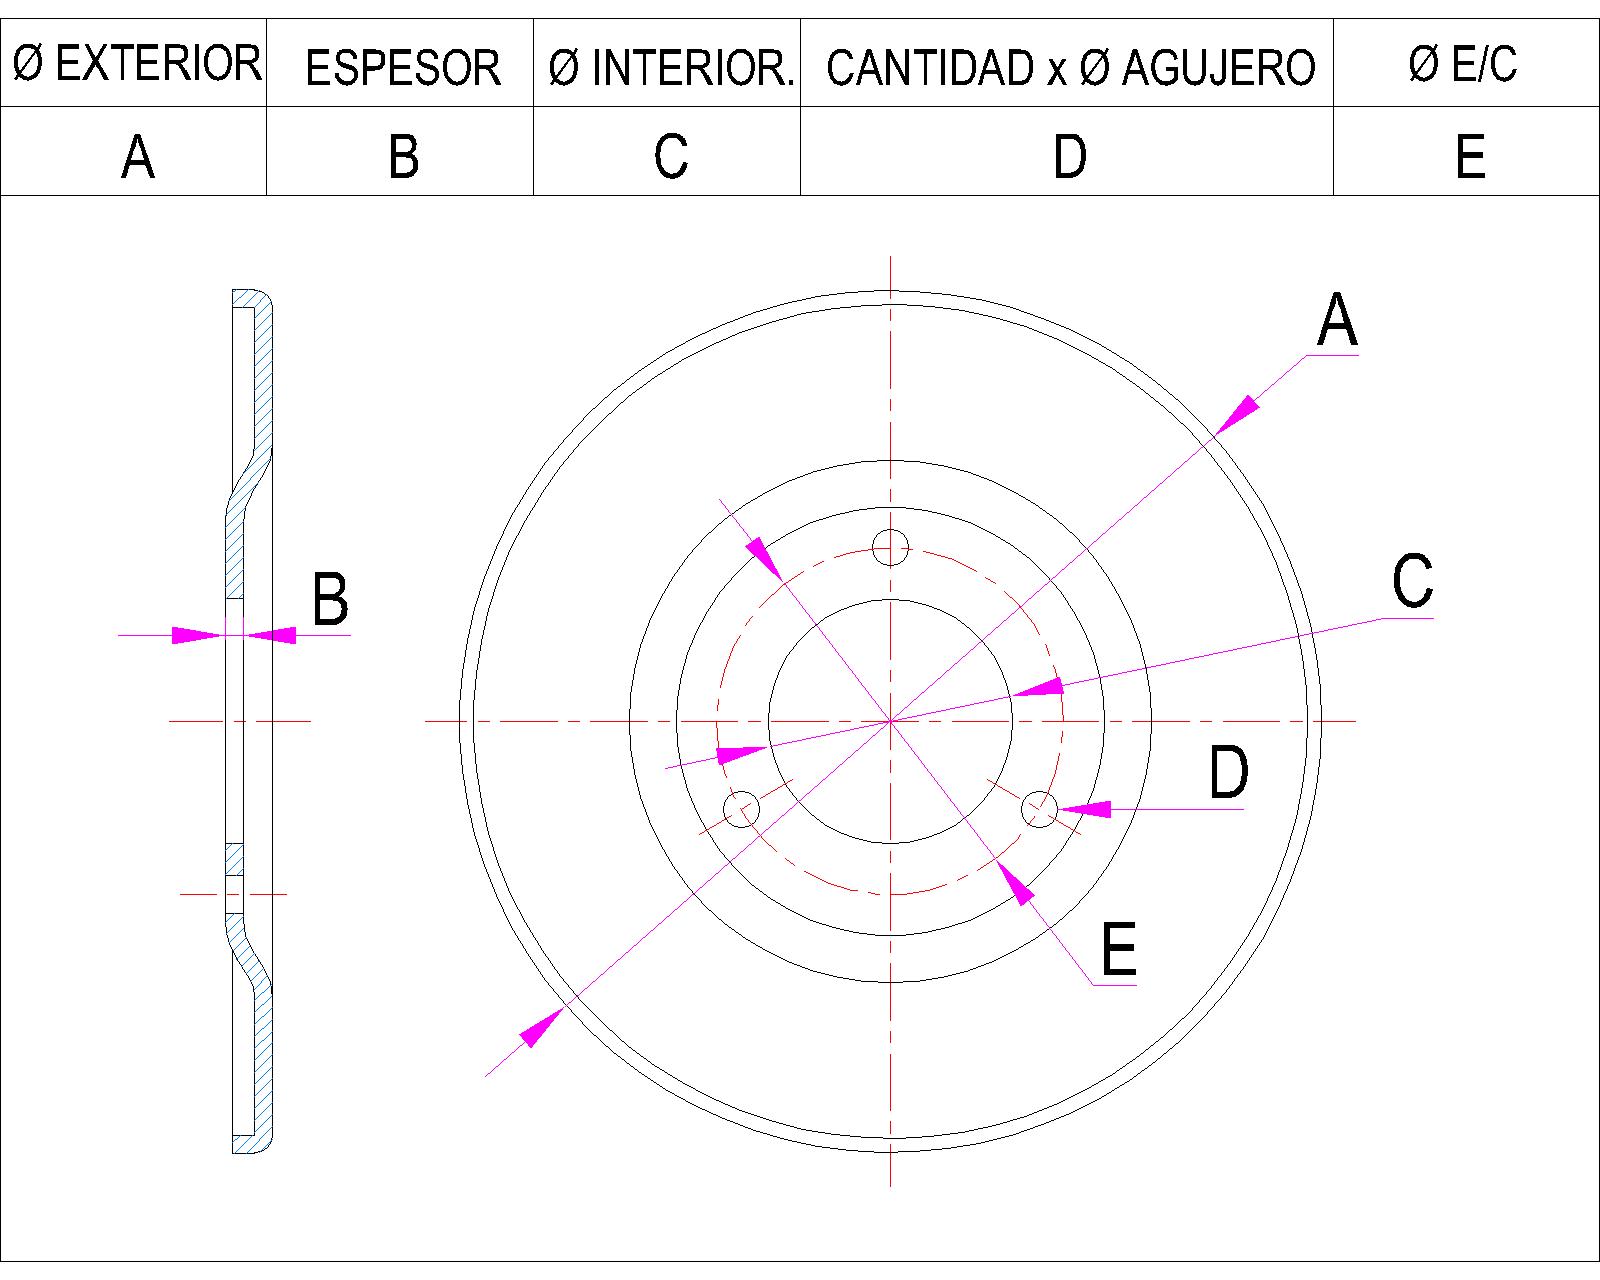 Ø EXTERIOR ESPESOR Ø INTERIOR. CANTIDAD x Ø AGUJERO Ø E/C
A B C D E
A
C
B
D
E